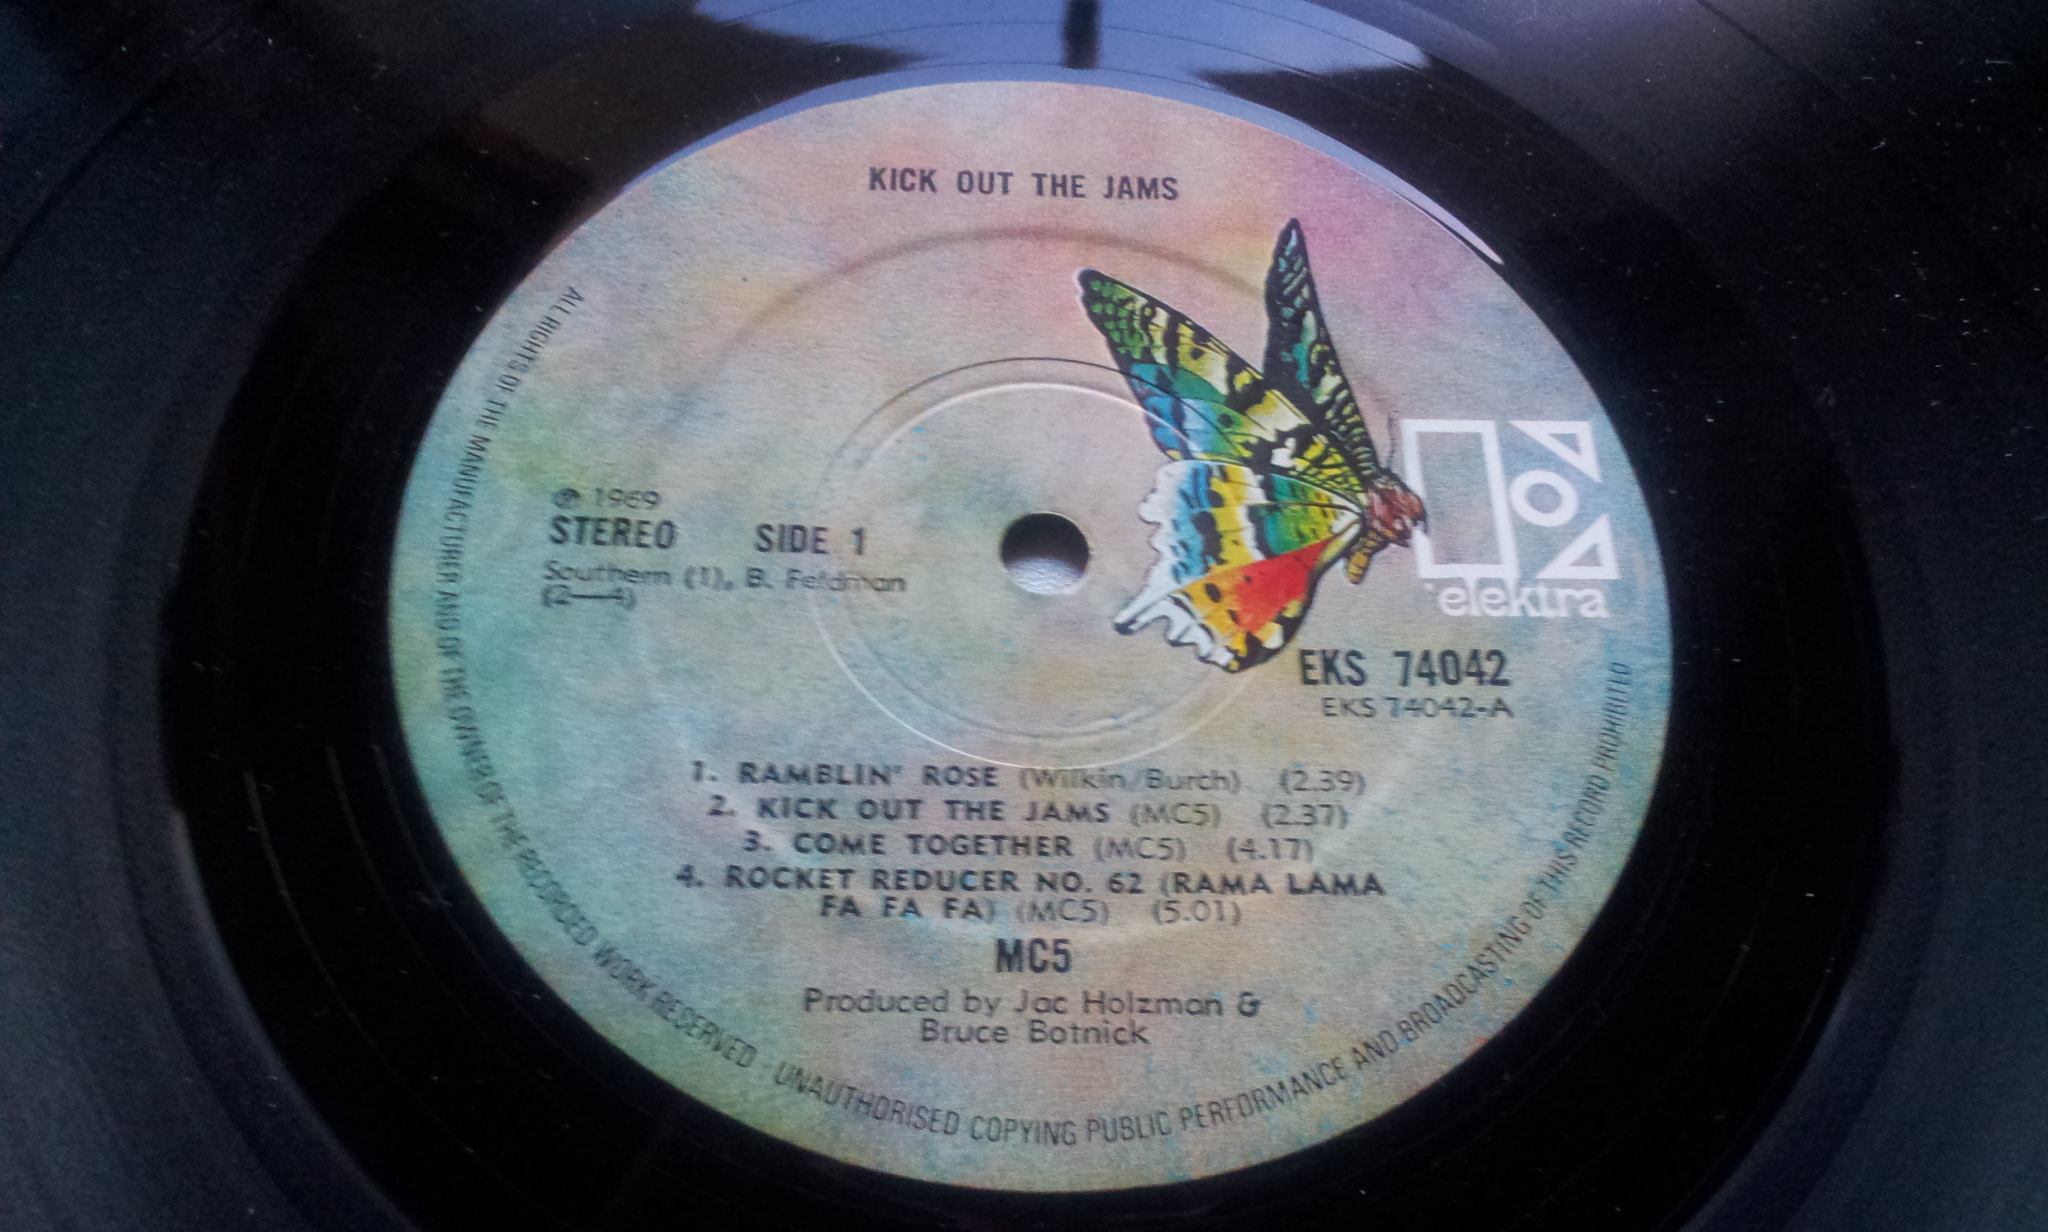 KICK OUT THE JAMS
℗ 1969
STEREO SIDE 1
Southern (1), B. Feldman
(2—4)
elektra
EKS 74042
EKS 74042-A
1. RAMBLIN' ROSE (Wilkin/Burch) (2.39)
2. KICK OUT THE JAMS (MC5) (2.37)
3. COME TOGETHER (MC5) (4.17)
4. ROCKET REDUCER NO. 62 (RAMA LAMA
FA FA FA) (MC5) (5.01)
MC5
Produced by Jac Holzman &
Bruce Botnick
ALL RIGHTS OF THE MANUFACTURER AND OF THE OWNER OF THE RECORDED WORK RESERVED · UNAUTHORISED COPYING PUBLIC PERFORMANCE AND BROADCASTING OF THIS RECORD PROHIBITED